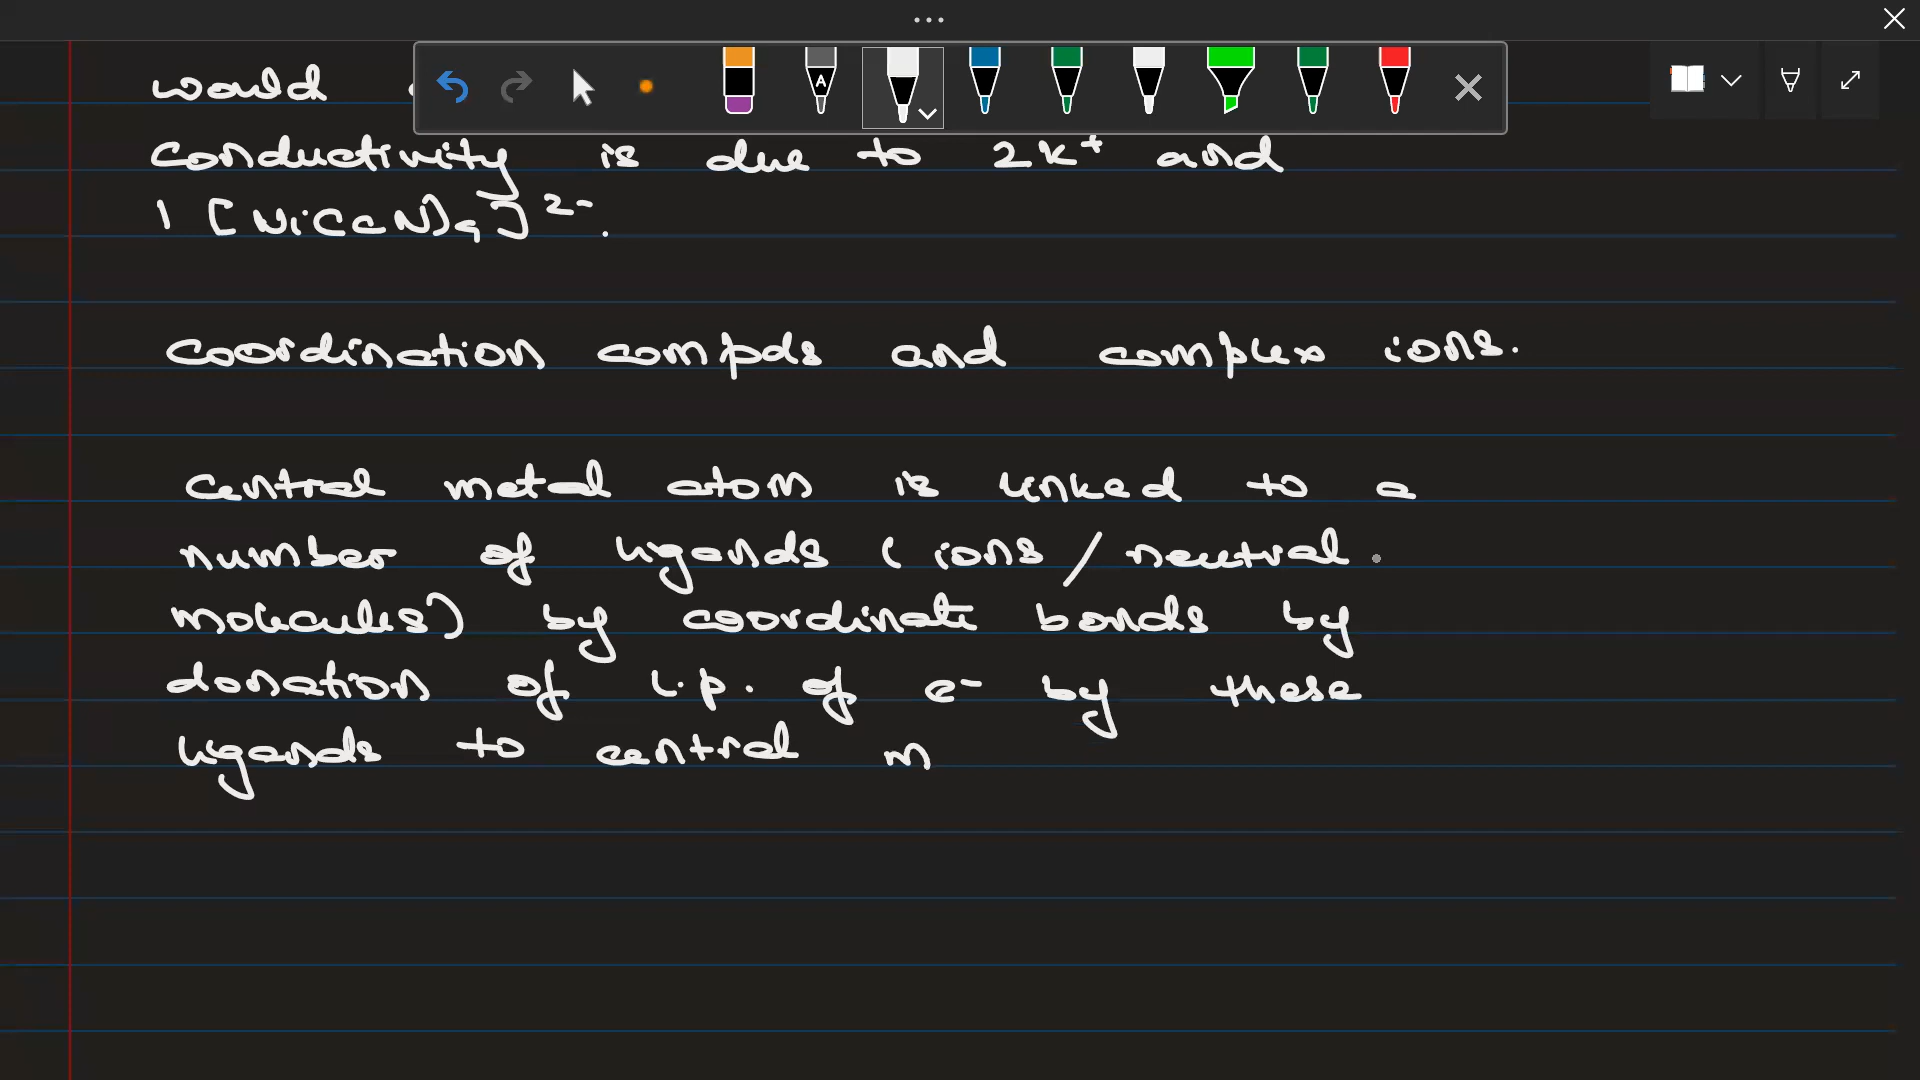 would
conductivity is due to 2K⁺ and
1 [Ni(CN)₄]²⁻.
coordination compds and complex ions.
central metal atom is linked to a
number of ligands (ions/neutral
molecules) by coordinate bonds by
donation of l.p. of e⁻ by these
ligands to central m